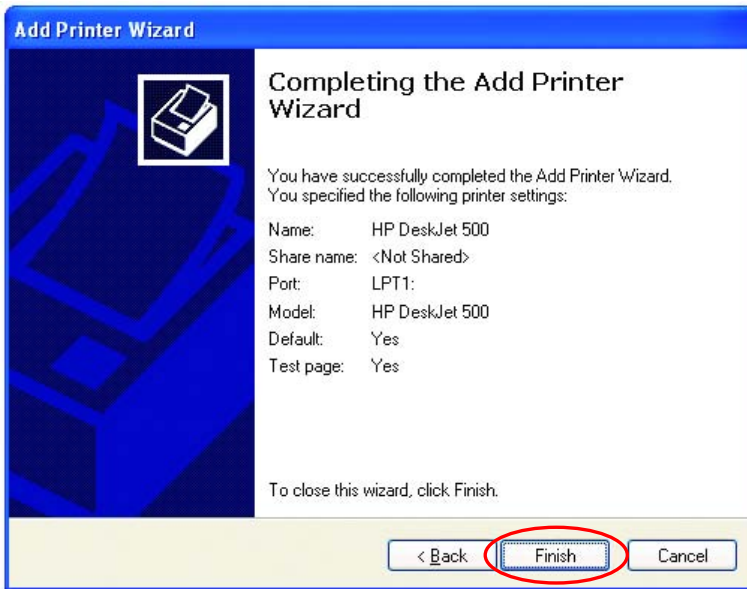 Add Printer Wizard
Completing the Add Printer
Wizard
You have successfully completed the Add Printer Wizard.
You specified the following printer settings:
Name: HP DeskJet 500
Share name: <Not Shared>
Port: LPT1:
Model: HP DeskJet 500
Default: Yes
Test page: Yes
To close this wizard, click Finish.
< Back Finish Cancel